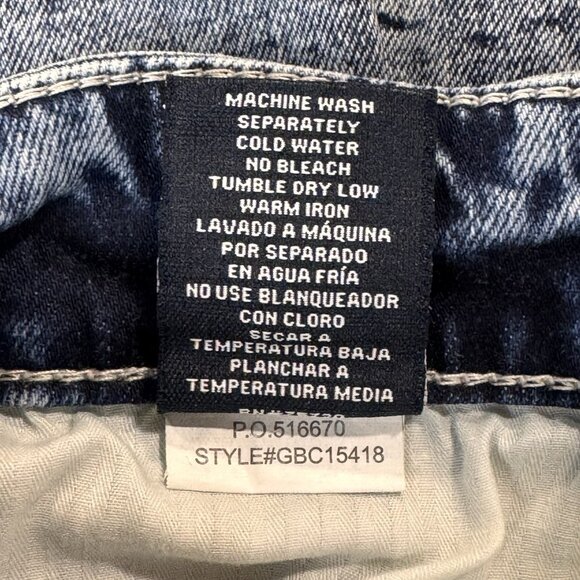 MACHINE WASH
SEPARATELY
COLD WATER
NO BLEACH
TUMBLE DRY LOW
WARM IRON
LAVADO A MÁQUINA
POR SEPARADO
EN AGUA FRÍA
NO USE BLANQUEADOR
CON CLORO
SECAR A
TEMPERATURA BAJA
PLANCHAR A
TEMPERATURA MEDIA
P.O.516670
STYLE#GBC15418